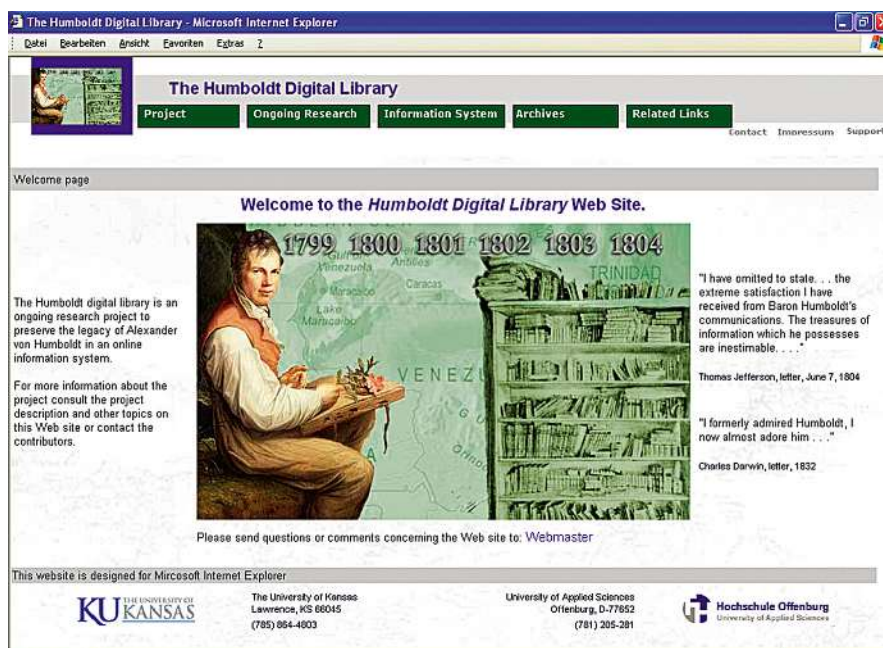 The Humboldt Digital Library - Microsoft Internet Explorer
Datei Bearbeiten Ansicht Favoriten Extras ?
The Humboldt Digital Library
Project Ongoing Research Information System Archives Related Links
Contact Impressum Support
Welcome page
Welcome to the Humboldt Digital Library Web Site.
The Humboldt digital library is an
ongoing research project to
preserve the legacy of Alexander
von Humboldt in an online
information system.
For more information about the
project consult the project
description and other topics on
this Web site or contact the
contributors.
1799 1800 1801 1802 1803 1804
Gulf of
Venezuela
Antilles
TRINIDAD
Maracaibo
Caracas
Lake
Maracaibo
VENEZU
"I have omitted to state. . . the
extreme satisfaction I have
received from Baron Humboldt's
communications. The treasures of
information which he possesses
are inestimable. . . ."
Thomas Jefferson, letter, June 7, 1804
"I formerly admired Humboldt, I
now almost adore him . . ."
Charles Darwin, letter, 1832
Please send questions or comments concerning the Web site to: Webmaster
This website is designed for Mircosoft Internet Explorer
KU THE UNIVERSITY OF
KANSAS
The University of Kansas
Lawrence, KS 66045
(785) 864-4803
University of Applied Sciences
Offenburg, D-77652
(781) 205-281
Hochschule Offenburg
University of Applied Sciences